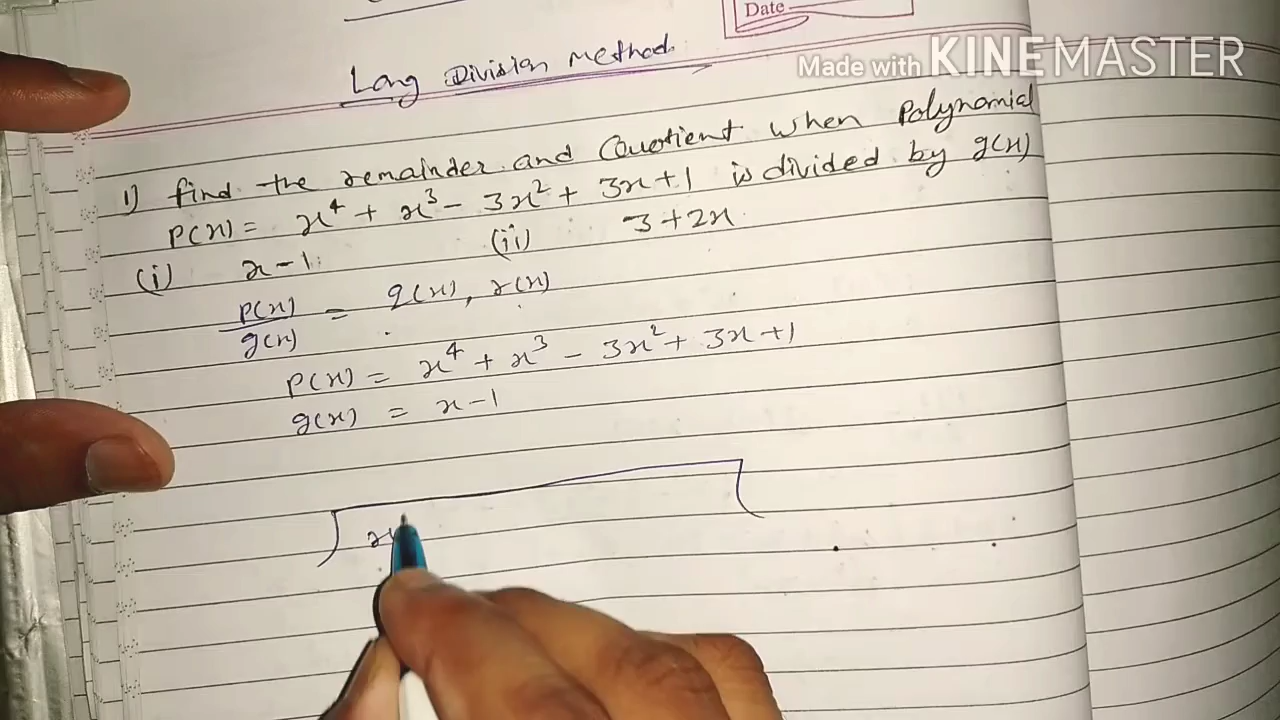 Date
Made with KINEMASTER
Long Division Method
1) find the remainder and Quotient when Polynomial
P(x) = x⁴ + x³ - 3x² + 3x + 1 is divided by g(x)
(i) x - 1 (ii) 3 + 2x
P(x)/g(x) = q(x), r(x)
P(x) = x⁴ + x³ - 3x² + 3x + 1
g(x) = x - 1
x